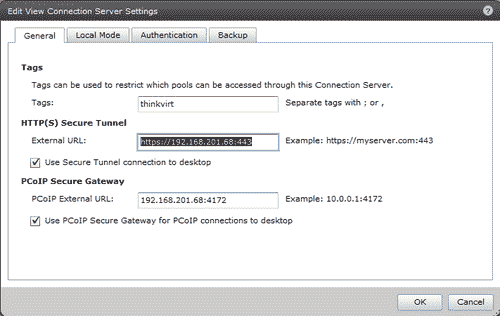 Edit View Connection Server Settings ?
General Local Mode Authentication Backup
Tags
Tags can be used to restrict which pools can be accessed through this Connection Server.
Tags: thinkvirt Separate tags with ; or ,
HTTP(S) Secure Tunnel
External URL: https://192.168.201.68:443 Example: https://myserver.com:443
Use Secure Tunnel connection to desktop
PCoIP Secure Gateway
PCoIP External URL: 192.168.201.68:4172 Example: 10.0.0.1:4172
Use PCoIP Secure Gateway for PCoIP connections to desktop
OK Cancel